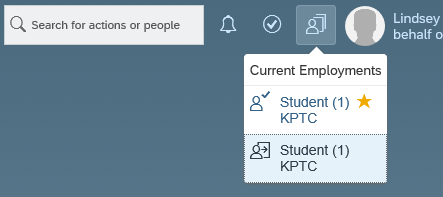 Search for actions or people
Lindsey
behalf o
Current Employments
Student (1)
KPTC
Student (1)
KPTC